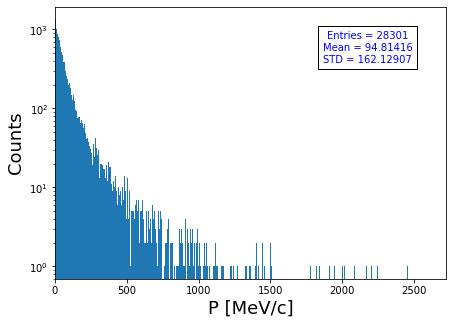 Entries = 28301
Mean = 94.81416
STD = 162.12907
Counts
10³
10²
10¹
10⁰
0 500 1000 1500 2000 2500
P [MeV/c]